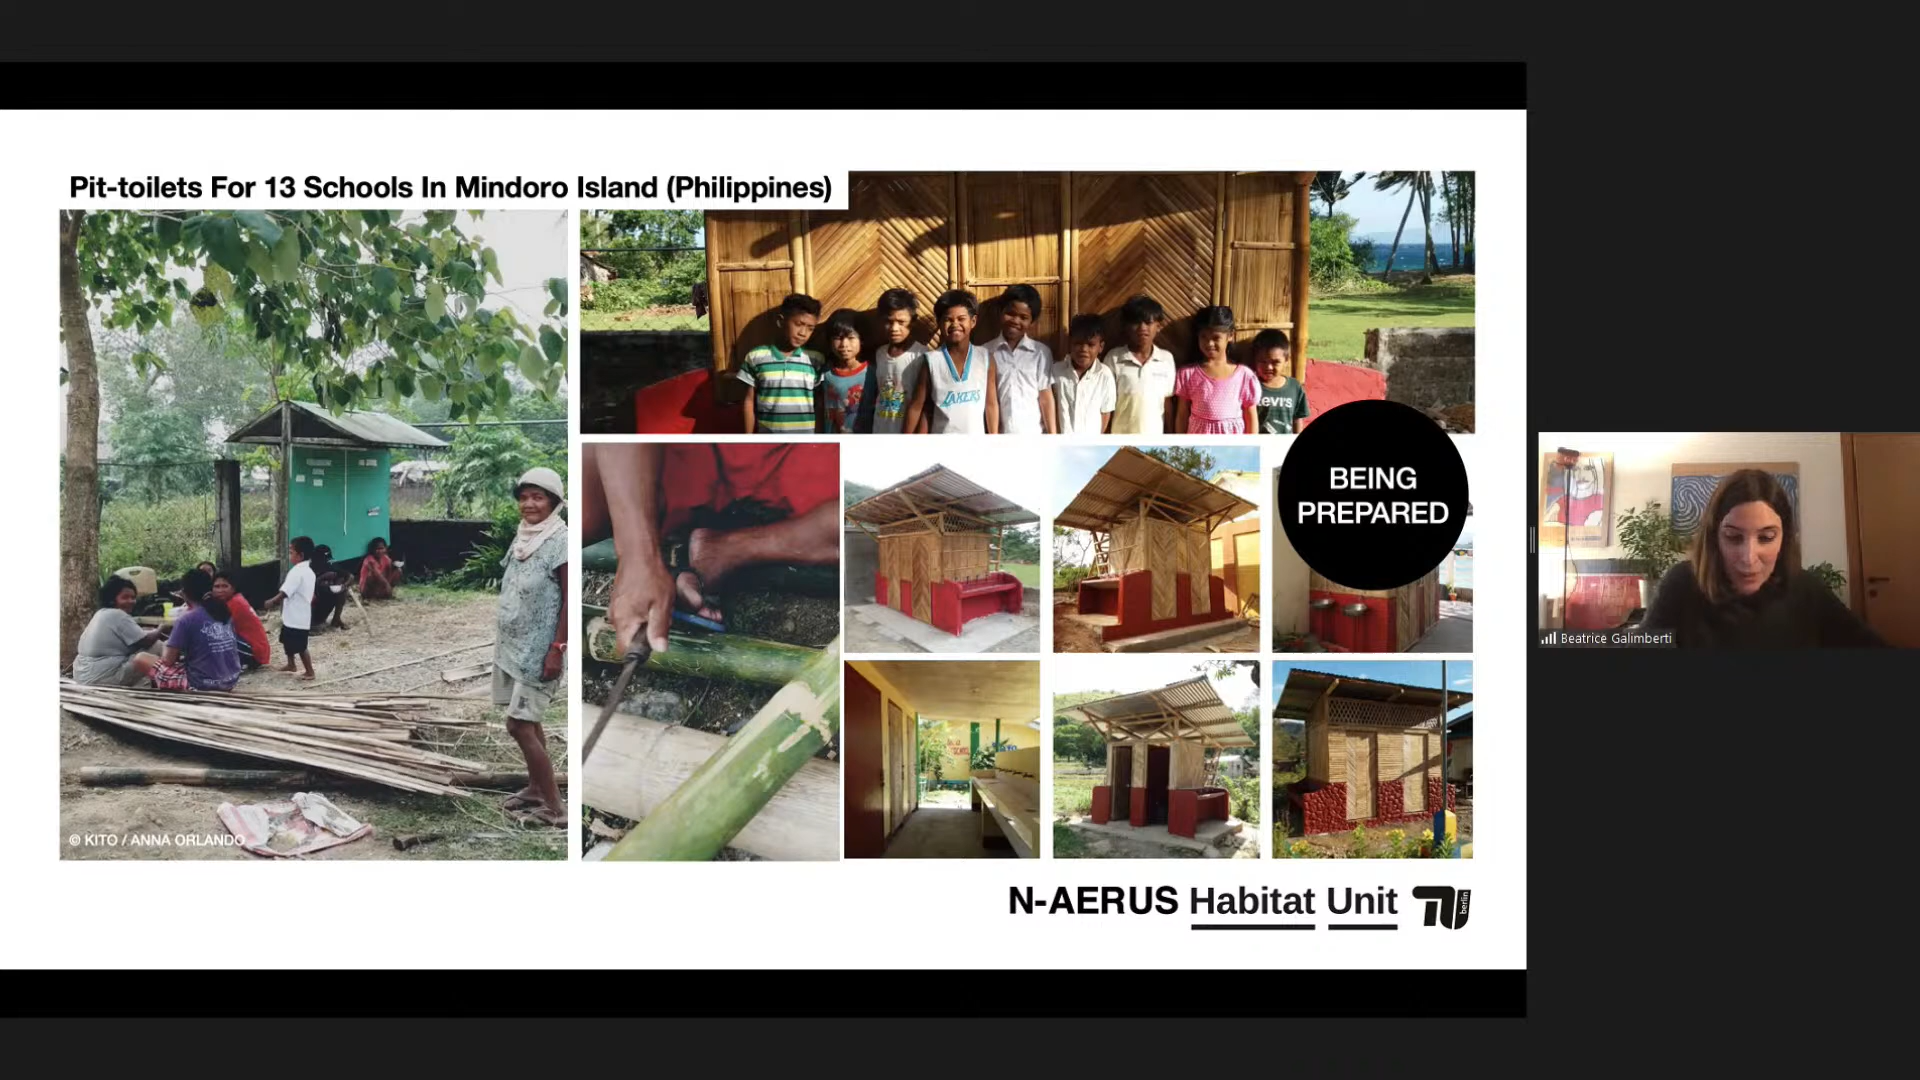 Pit-toilets For 13 Schools In Mindoro Island (Philippines)
LAKERS
Levi's
BEING
PREPARED
© KITO / ANNA ORLANDO
N-AERUS Habitat Unit
berlin
Beatrice Galimberti